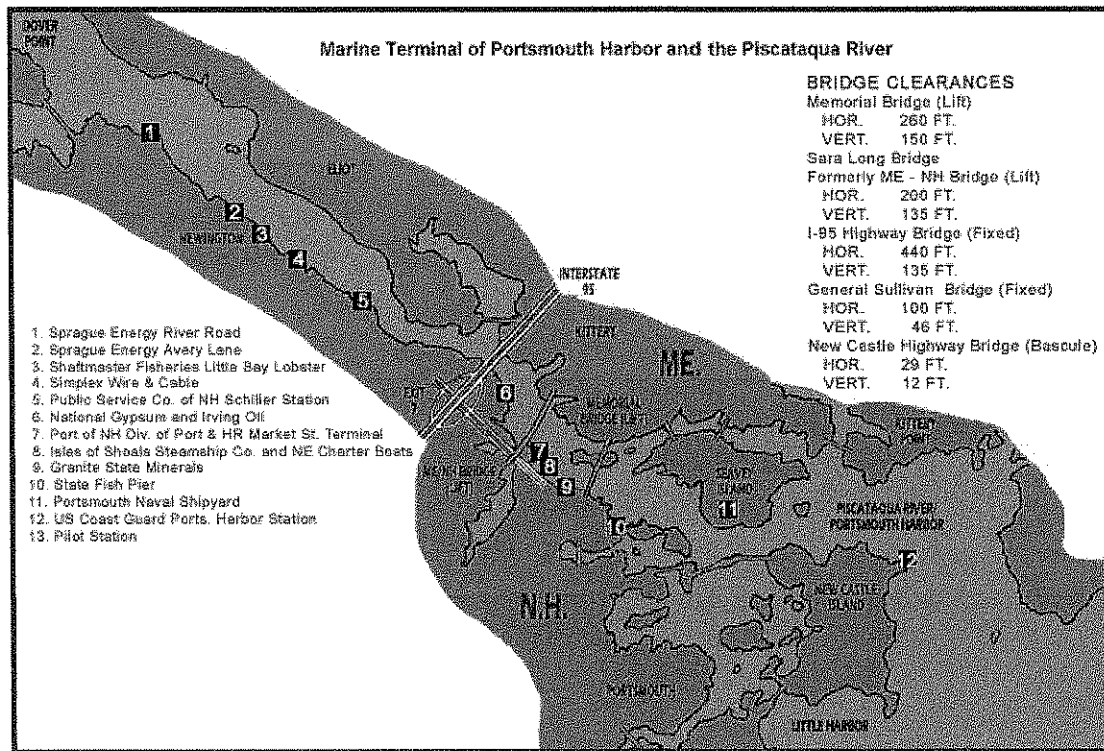 Marine Terminal of Portsmouth Harbor and the Piscataqua River
DOVER
POINT
BRIDGE CLEARANCES
Memorial Bridge (Lift)
HOR. 260 FT.
VERT. 150 FT.
Sara Long Bridge
Formerly ME - NH Bridge (Lift)
HOR. 200 FT.
VERT. 135 FT.
I-95 Highway Bridge (Fixed)
HOR. 440 FT.
VERT. 135 FT.
General Sullivan Bridge (Fixed)
HOR. 100 FT.
VERT. 46 FT.
New Castle Highway Bridge (Bascule)
HOR. 29 FT.
VERT. 12 FT.
1
ELIOT
2
NEWINGTON
3
4
5
INTERSTATE
95
KITTERY
ME.
1. Sprague Energy River Road
2. Sprague Energy Avery Lane
3. Shaftmaster Fisheries Little Bay Lobster
4. Simplex Wire & Cable
5. Public Service Co. of NH Schiller Station
6. National Gypsum and Irving Oil
7. Port of NH Div. of Port & HR Market St. Terminal
8. Isles of Shoals Steamship Co. and NE Charter Boats
9. Granite State Minerals
10. State Fish Pier
11. Portsmouth Naval Shipyard
12. US Coast Guard Ports. Harbor Station
13. Pilot Station
EXIT
7
6
MEMORIAL
BRIDGE (LIFT)
KITTERY
POINT
ME-NH BRIDGE
(LIFT)
7
8
9
SEAVEY
ISLAND
11
10
PISCATAQUA RIVER
PORTSMOUTH HARBOR
12
N.H.
NEW CASTLE
ISLAND
PORTSMOUTH
LITTLE HARBOR